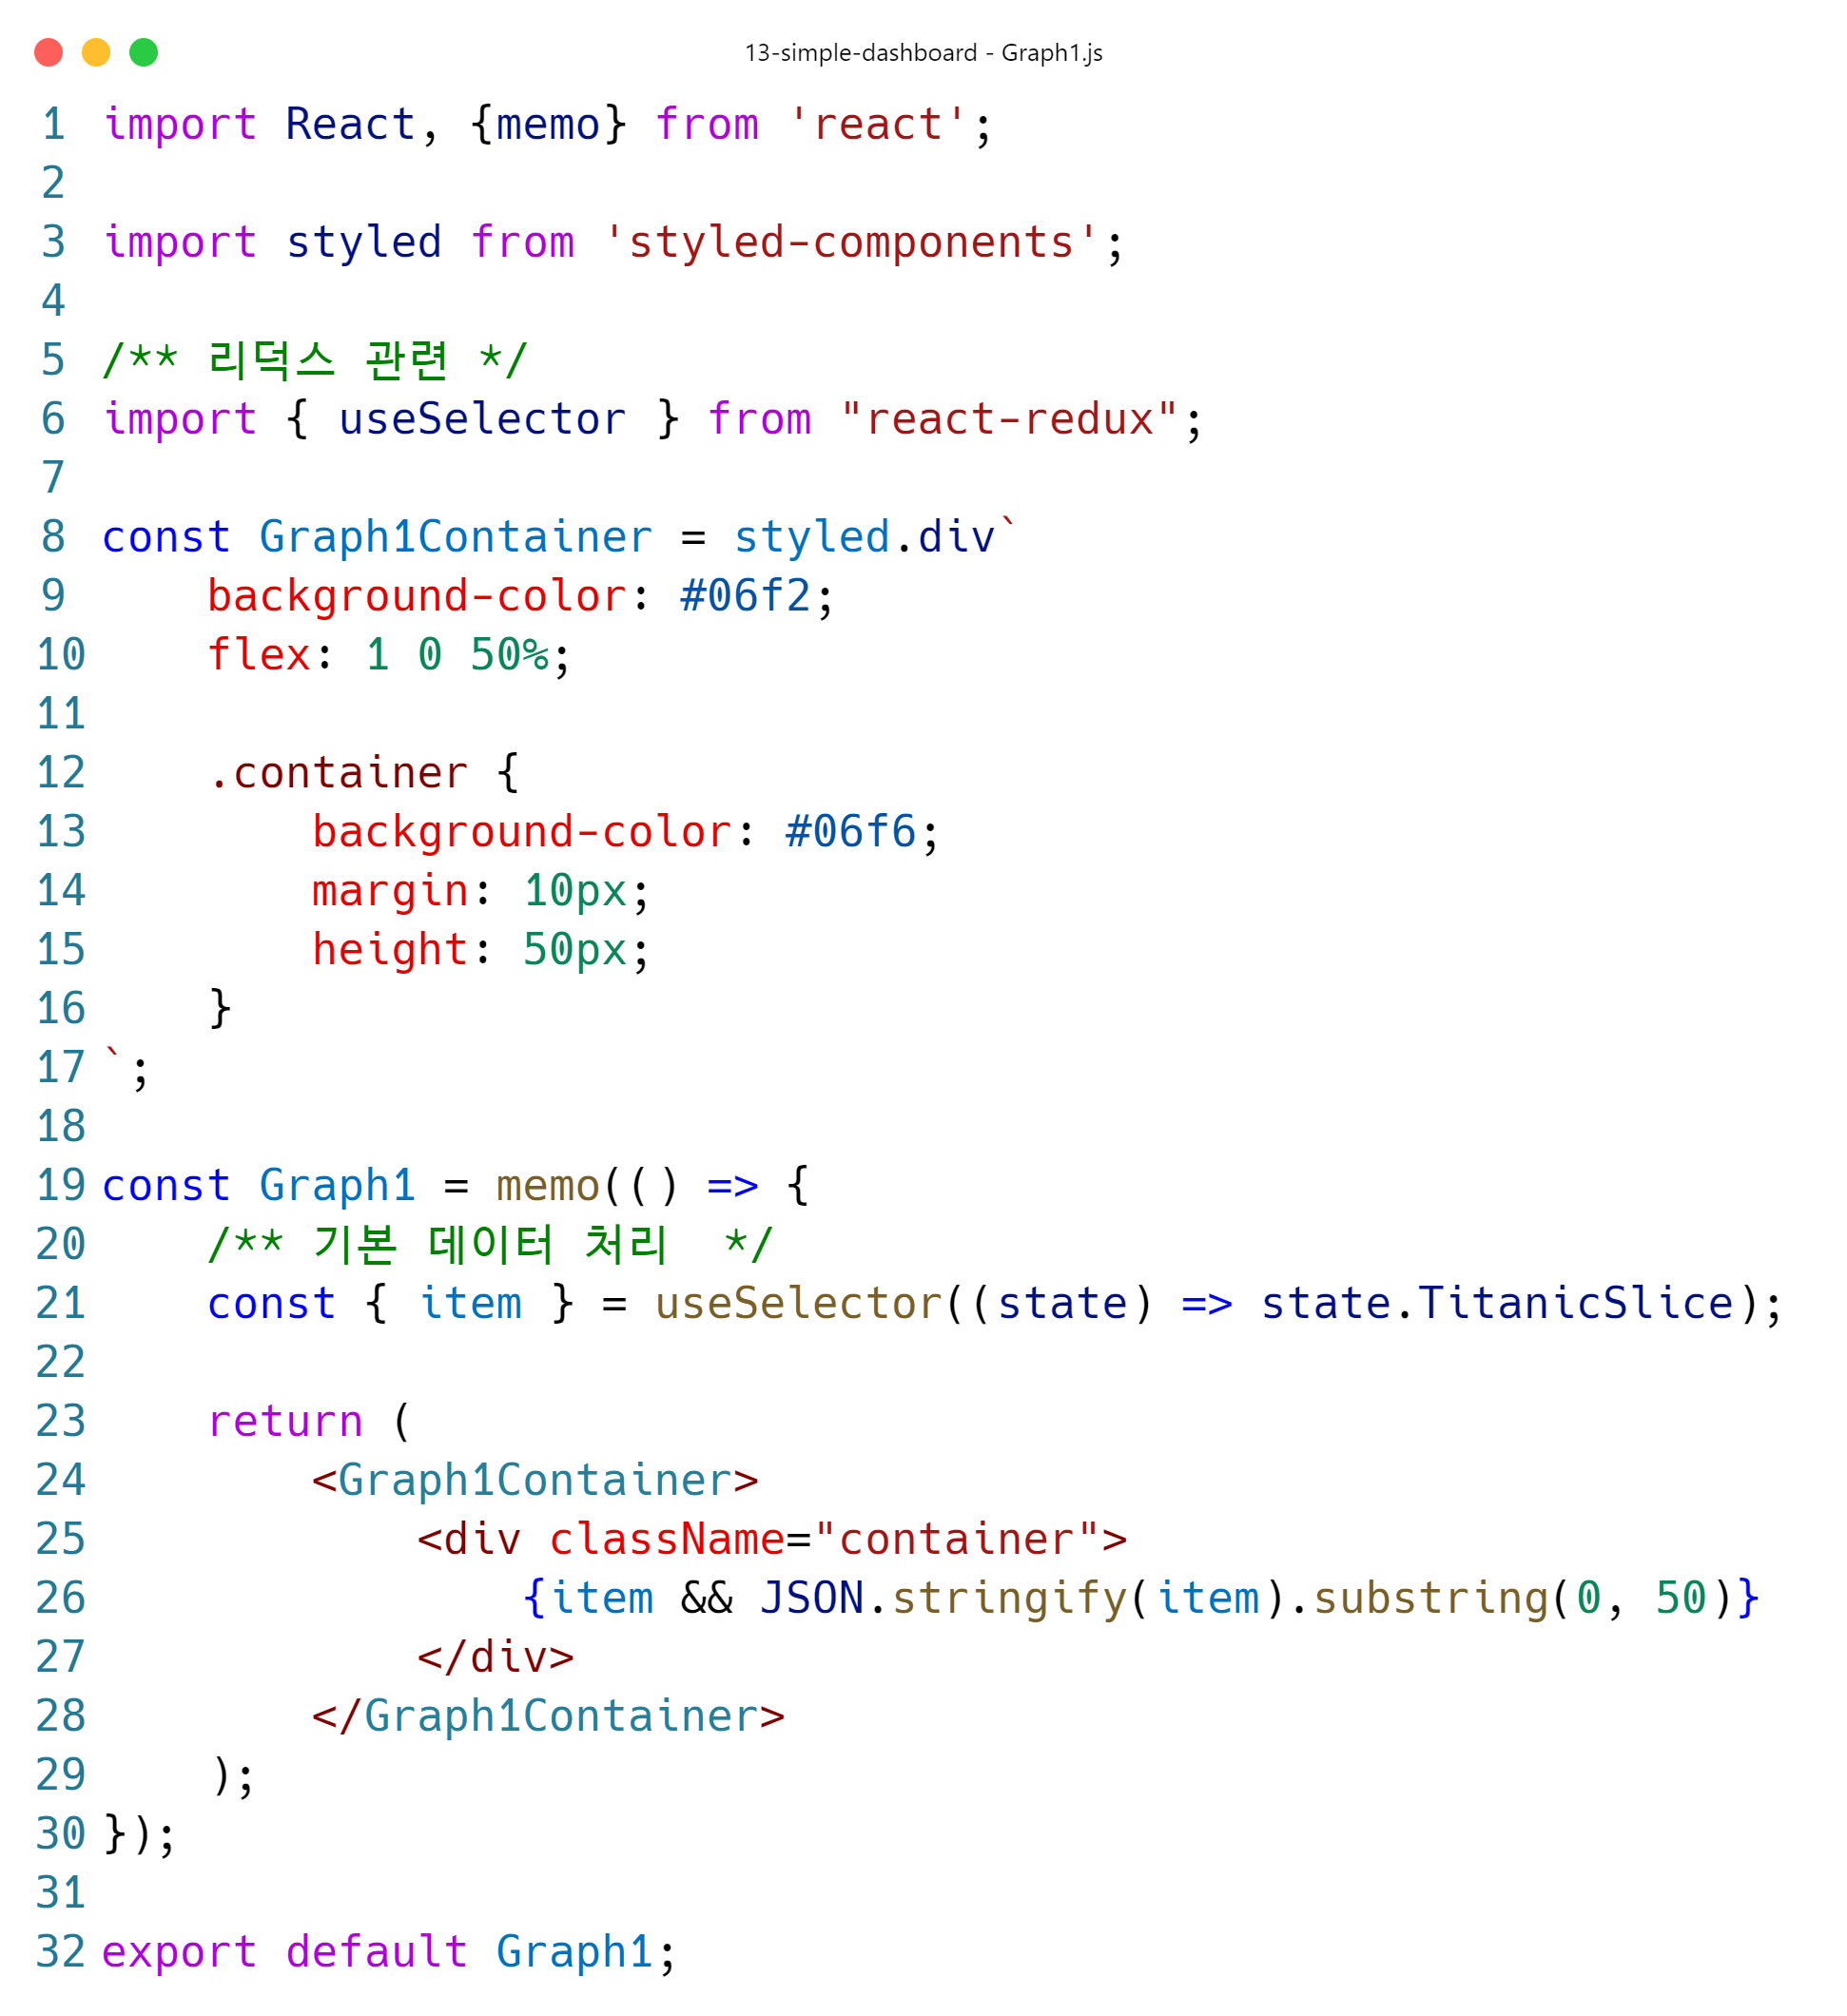 13-simple-dashboard - Graph1.js
1 import React, {memo} from 'react';
2
3 import styled from 'styled-components';
4
5 /** 리덕스 관련 */
6 import { useSelector } from "react-redux";
7
8 const Graph1Container = styled.div`
9     background-color: #06f2;
10     flex: 1 0 50%;
11
12     .container {
13         background-color: #06f6;
14         margin: 10px;
15         height: 50px;
16     }
17 `;
18
19 const Graph1 = memo(() => {
20     /** 기본 데이터 처리  */
21     const { item } = useSelector((state) => state.TitanicSlice);
22
23     return (
24         <Graph1Container>
25             <div className="container">
26                 {item && JSON.stringify(item).substring(0, 50)}
27             </div>
28         </Graph1Container>
29     );
30 });
31
32 export default Graph1;